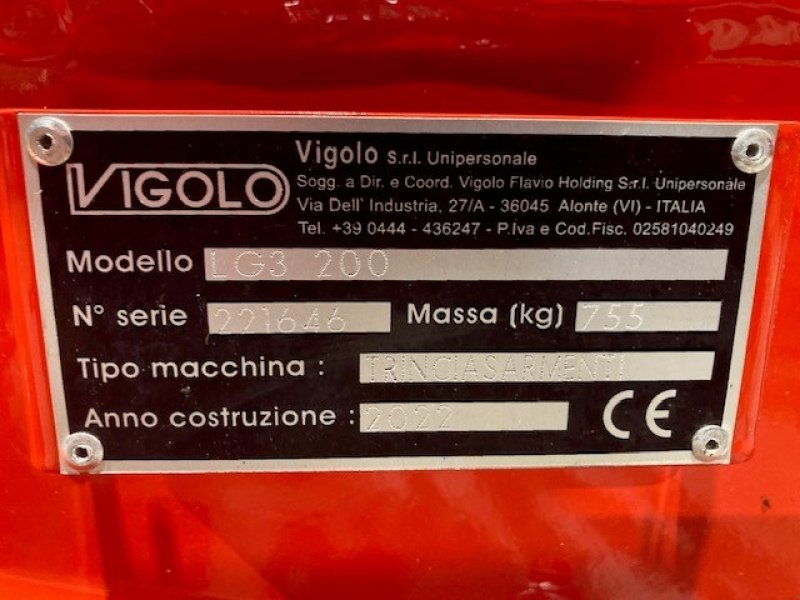 VIGOLO
Vigolo S.r.l. Unipersonale
Sogg. a Dir. e Coord. Vigolo Flavio Holding S.r.l. Unipersonale
Via Dell' Industria, 27/A - 36045 Alonte (VI) - ITALIA
Tel. +39 0444 - 436247 - P.Iva e Cod.Fisc. 02581040249
Modello LG3 200
N° serie 221646 Massa (kg) 755
Tipo macchina : TRINCIASARMENTI
Anno costruzione : 2022 CE